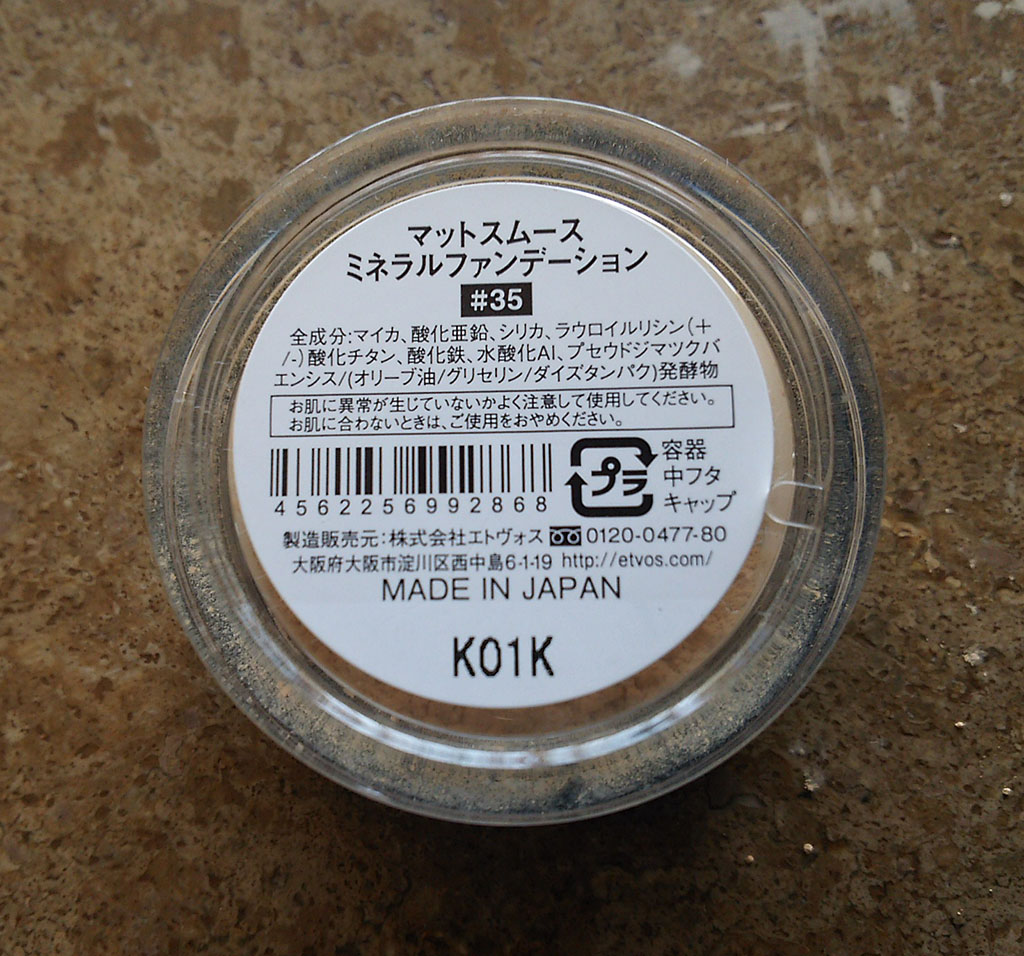 マットスムース
ミネラルファンデーション
#35
全成分:マイカ、酸化亜鉛、シリカ、ラウロイルリシン(+
/-)酸化チタン、酸化鉄、水酸化Al、プセウドジマツクバ
エンシス/(オリーブ油/グリセリン/ダイズタンパク)発酵物
お肌に異常が生じていないかよく注意して使用してください。
お肌に合わないときは、ご使用をおやめください。
4562256992868
プラ
容器
中フタ
キャップ
製造販売元:株式会社エトヴォス 0120-0477-80
大阪府大阪市淀川区西中島6-1-19 http://etvos.com/
MADE IN JAPAN
K01K